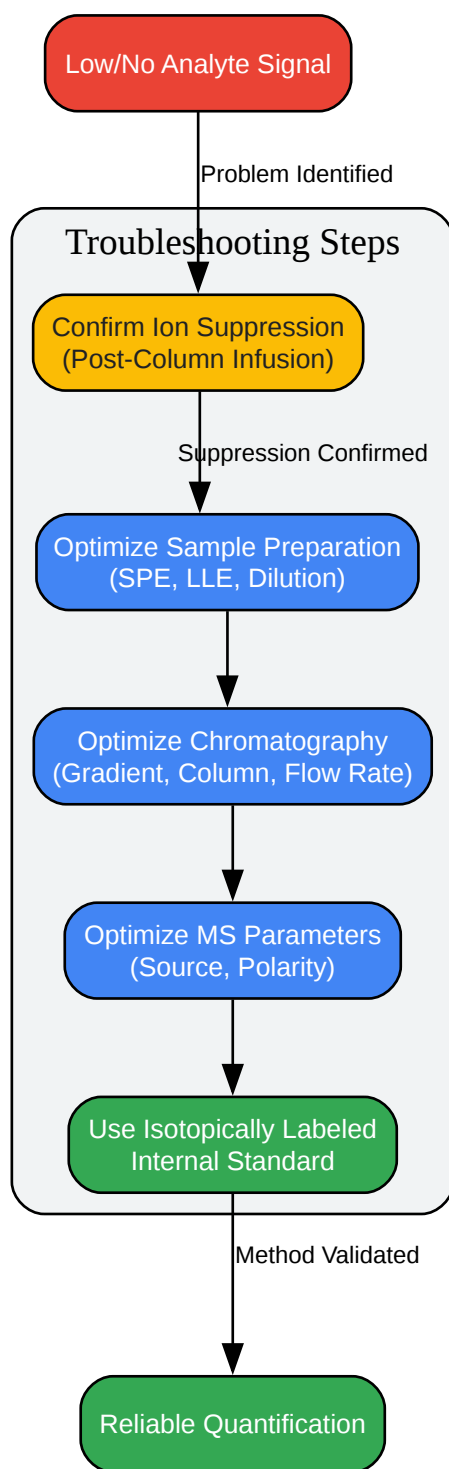 Low/No Analyte Signal
Problem Identified
Troubleshooting Steps
Confirm Ion Suppression
(Post-Column Infusion)
Suppression Confirmed
Optimize Sample Preparation
(SPE, LLE, Dilution)
Optimize Chromatography
(Gradient, Column, Flow Rate)
Optimize MS Parameters
(Source, Polarity)
Use Isotopically Labeled
Internal Standard
Method Validated
Reliable Quantification